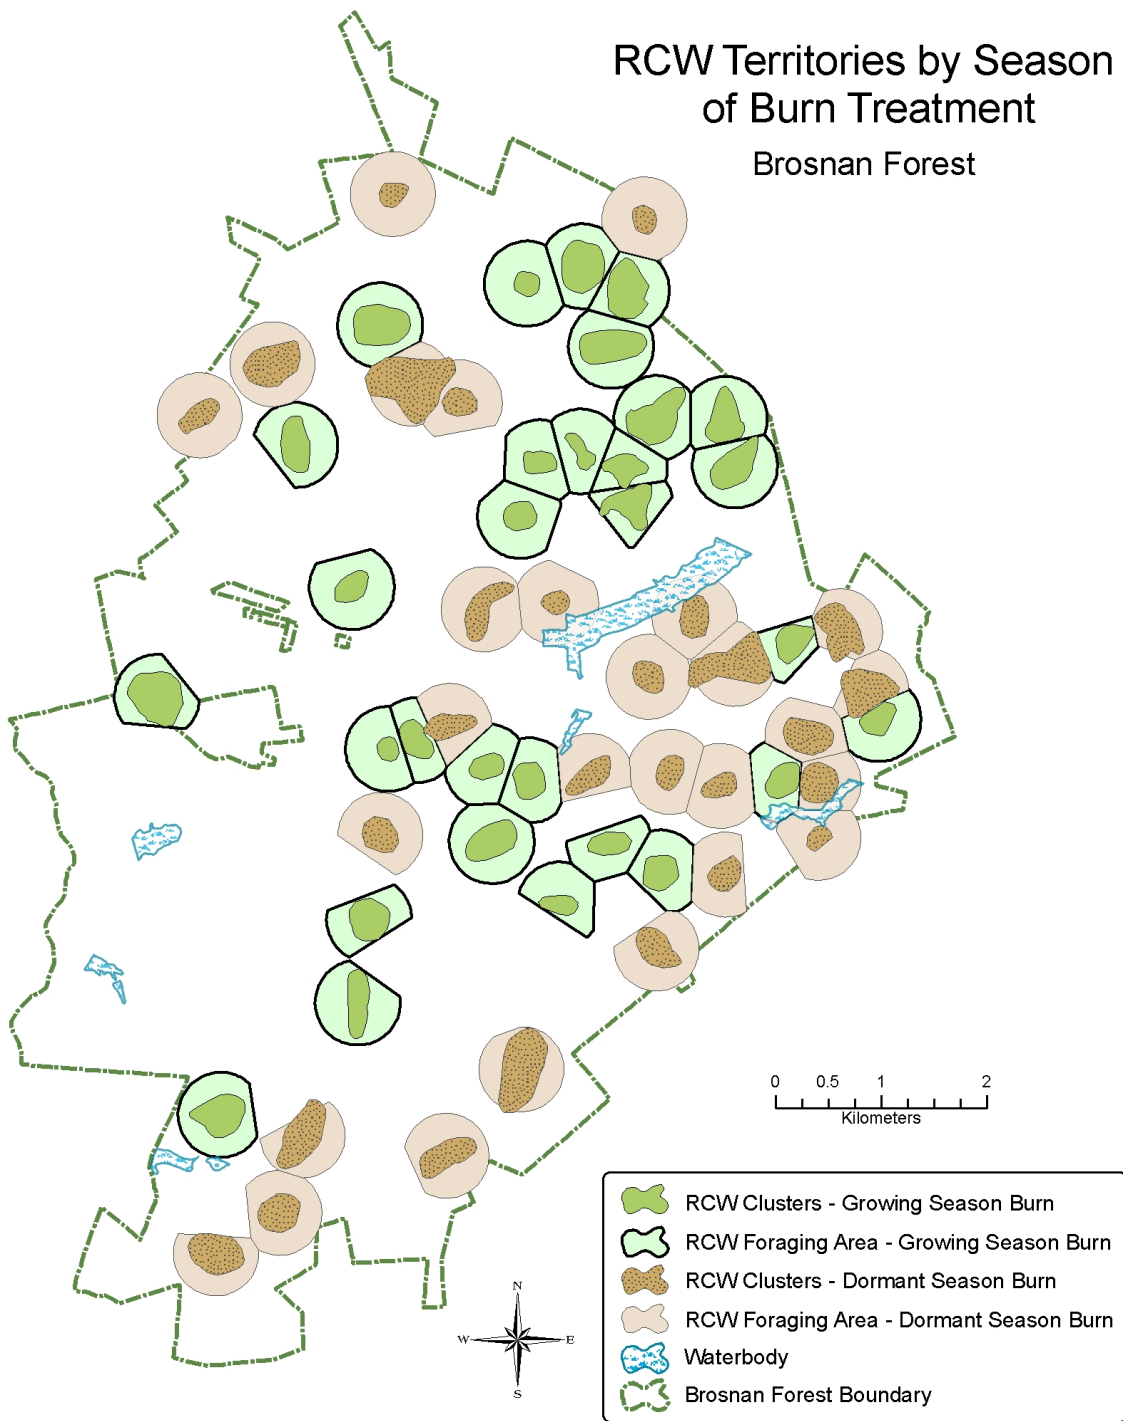 RCW Territories by Season
of Burn Treatment
Brosnan Forest
0 0.5 1 2
Kilometers
RCW Clusters - Growing Season Burn
RCW Foraging Area - Growing Season Burn
RCW Clusters - Dormant Season Burn
RCW Foraging Area - Dormant Season Burn
Waterbody
Brosnan Forest Boundary
N
W E
S